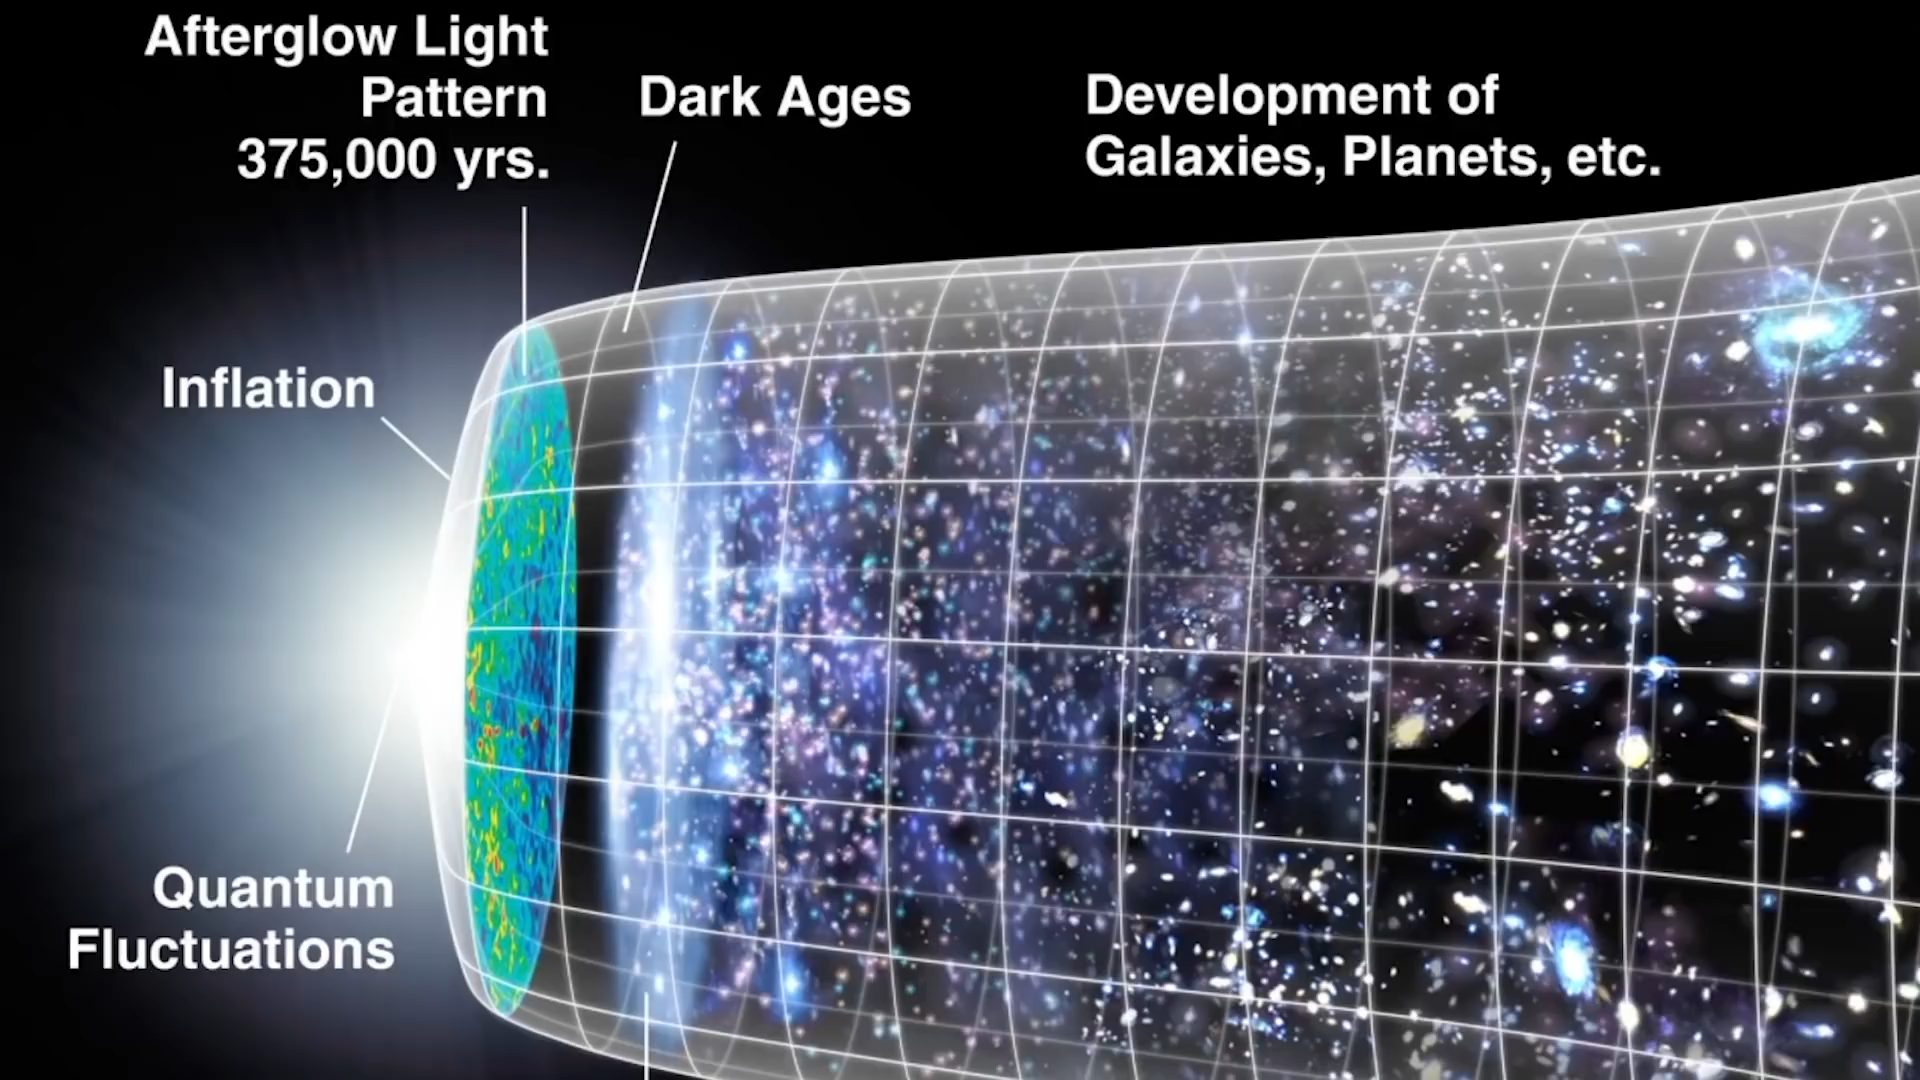 Afterglow Light
Pattern
375,000 yrs.
Dark Ages
Development of
Galaxies, Planets, etc.
Inflation
Quantum
Fluctuations